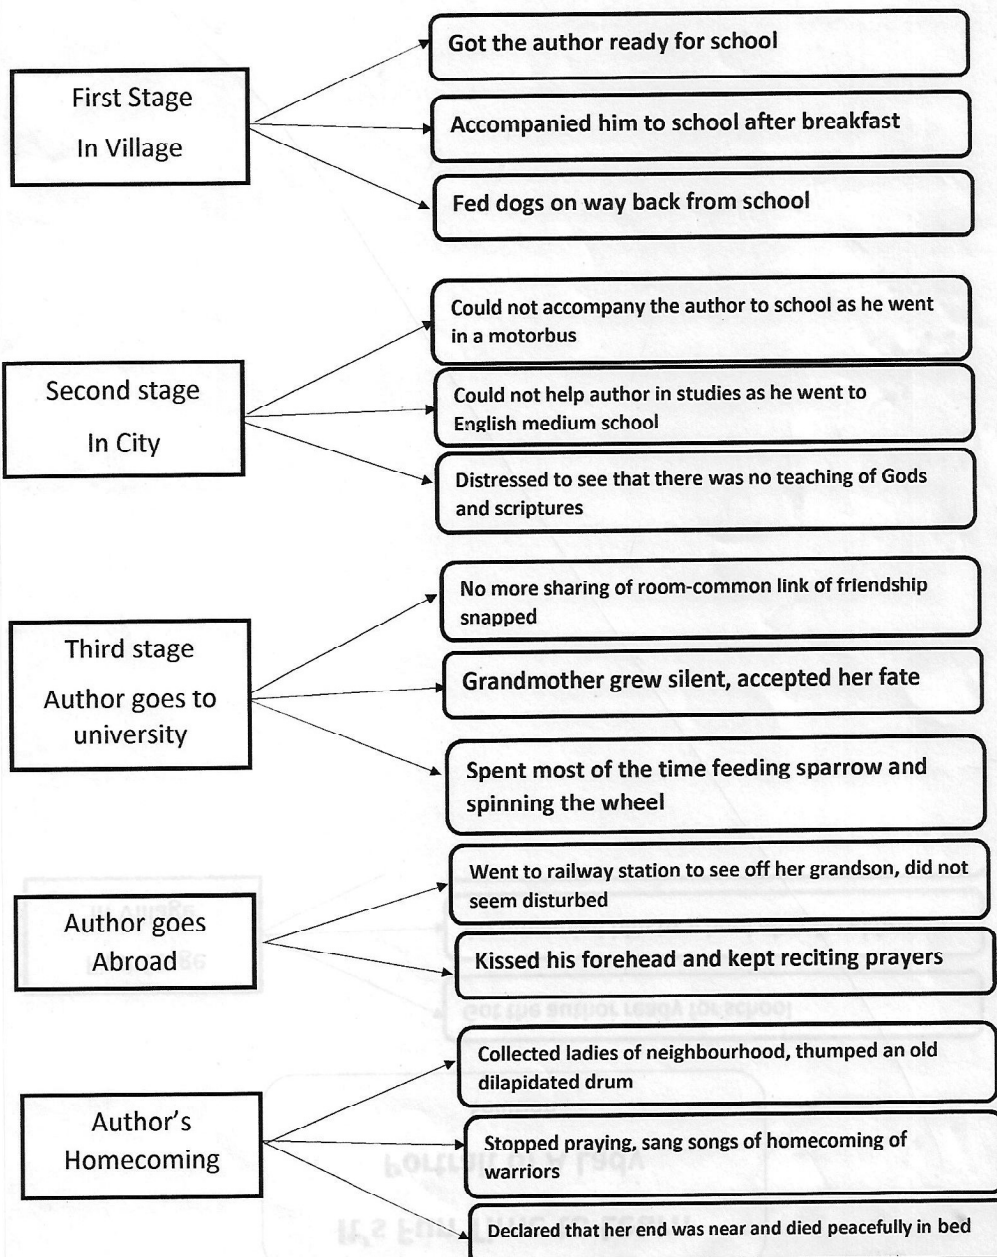 First Stage
In Village
Got the author ready for school
Accompanied him to school after breakfast
Fed dogs on way back from school
Second stage
In City
Could not accompany the author to school as he went
in a motorbus
Could not help author in studies as he went to
English medium school
Distressed to see that there was no teaching of Gods
and scriptures
Third stage
Author goes to
university
No more sharing of room-common link of friendship
snapped
Grandmother grew silent, accepted her fate
Spent most of the time feeding sparrow and
spinning the wheel
Author goes
Abroad
Went to railway station to see off her grandson, did not
seem disturbed
Kissed his forehead and kept reciting prayers
Author's
Homecoming
Collected ladies of neighbourhood, thumped an old
dilapidated drum
Stopped praying, sang songs of homecoming of
warriors
Declared that her end was near and died peacefully in bed